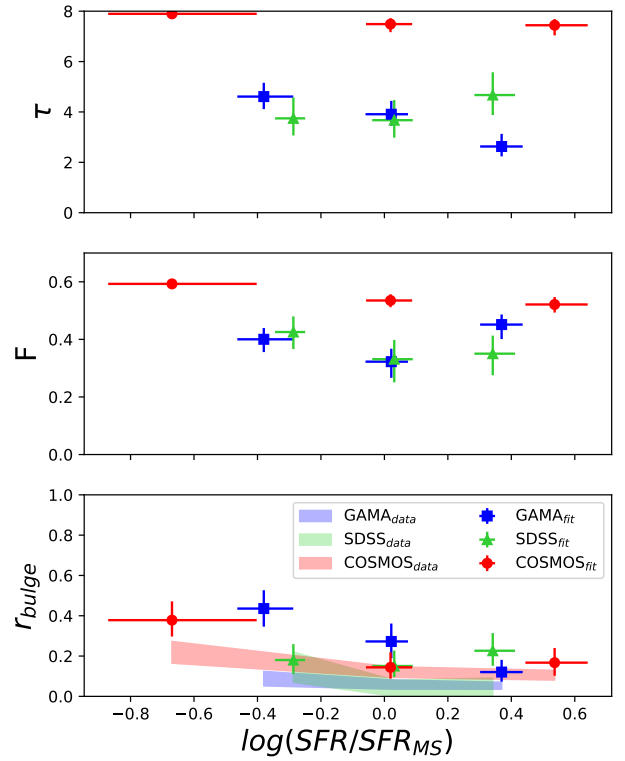 8
6
4
2
0
τ
0.6
0.4
0.2
0.0
F
1.0
0.8
0.6
0.4
0.2
0.0
r_bulge
GAMA_data
SDSS_data
COSMOS_data
GAMA_fit
SDSS_fit
COSMOS_fit
−0.8 −0.6 −0.4 −0.2 0.0 0.2 0.4 0.6
log(SFR/SFR_MS)